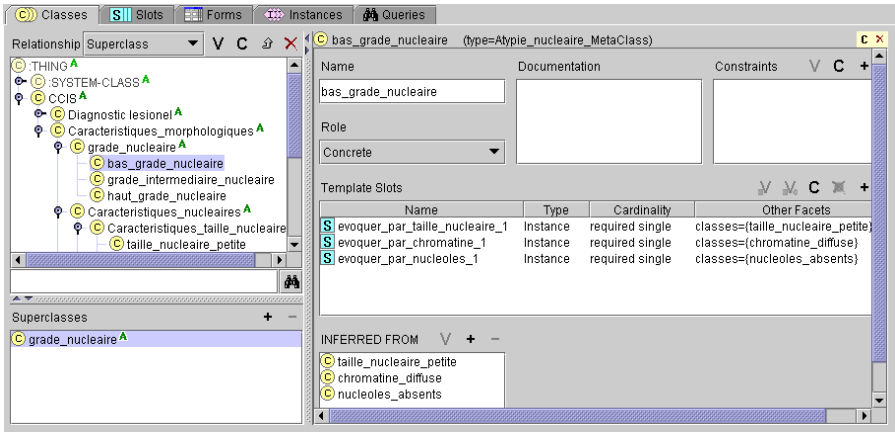 Classes Slots Forms Instances Queries
Relationship Superclass V C
:THING A
:SYSTEM-CLASS A
CCIS A
Diagnostic lesionel A
Caracteristiques_morphologiques A
grade_nucleaire A
bas_grade_nucleaire
grade_intermediaire_nucleaire
haut_grade_nucleaire
Caracteristiques_nucleaires A
Caracteristiques_taille_nucleaire
taille_nucleaire_petite
Superclasses + −
grade_nucleaire A
bas_grade_nucleaire (type=Atypie_nucleaire_MetaClass) C ×
Name Documentation Constraints V C +
bas_grade_nucleaire
Role
Concrete
Template Slots V V C +
Name Type Cardinality Other Facets
S evoquer_par_taille_nucleaire_1 Instance required single classes={taille_nucleaire_petite}
S evoquer_par_chromatine_1 Instance required single classes={chromatine_diffuse}
S evoquer_par_nucleoles_1 Instance required single classes={nucleoles_absents}
INFERRED FROM V + −
taille_nucleaire_petite
chromatine_diffuse
nucleoles_absents